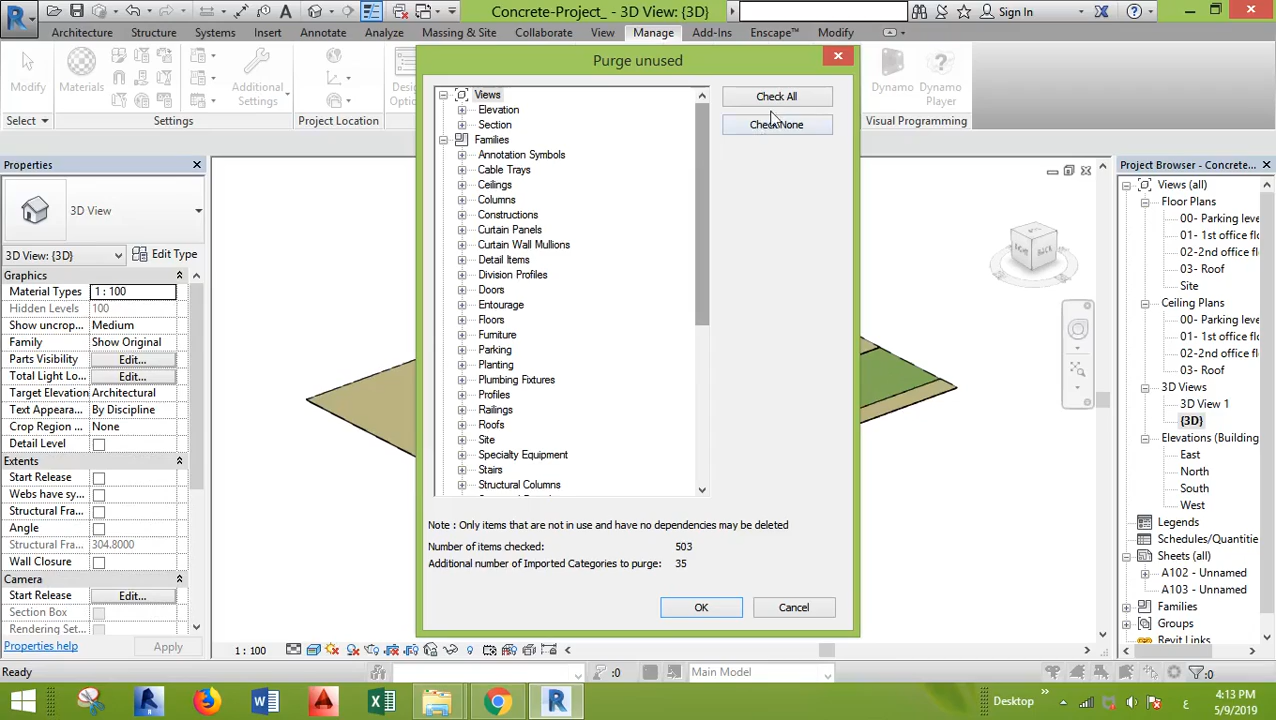 Concrete-Project_ - 3D View: {3D}
Sign In
Architecture Structure Systems Insert Annotate Analyze Massing & Site Collaborate View Manage Add-Ins Enscape™ Modify
Modify
Materials
Additional
Settings
Dynamo
Dynamo
Player
Select
Settings
Project Location
Visual Programming
Purge unused
Views
Elevation
Section
Families
Annotation Symbols
Cable Trays
Ceilings
Columns
Constructions
Curtain Panels
Curtain Wall Mullions
Detail Items
Division Profiles
Doors
Entourage
Floors
Furniture
Parking
Planting
Plumbing Fixtures
Profiles
Railings
Roofs
Site
Specialty Equipment
Stairs
Structural Columns
Check All
Check None
Note : Only items that are not in use and have no dependencies may be deleted
Number of items checked: 503
Additional number of Imported Categories to purge: 35
OK
Cancel
Properties
3D View
3D View: {3D}
Edit Type
Graphics
Material Types 1 : 100
Hidden Levels 100
Show uncrop... Medium
Family Show Original
Parts Visibility Edit...
Total Light Lo... Edit...
Target Elevation Architectural
Text Appeara... By Discipline
Crop Region ... None
Detail Level
Extents
Start Release
Webs have sy...
Structural Fra...
Angle
Structural Fra... 304.8000
Wall Closure
Camera
Start Release Edit...
Section Box
Rendering Set...
Properties help
Apply
Project Browser - Concrete...
Views (all)
Floor Plans
00- Parking leve
01- 1st office flo
02-2nd office fl
03- Roof
Site
Ceiling Plans
00- Parking leve
01- 1st office flo
02-2nd office fl
03- Roof
3D Views
3D View 1
{3D}
Elevations (Building
East
North
South
West
Legends
Schedules/Quantitie
Sheets (all)
A102 - Unnamed
A103 - Unnamed
Families
Groups
Revit Links
1 : 100
Ready
:0
Main Model
:0
Desktop
4:13 PM
5/9/2019